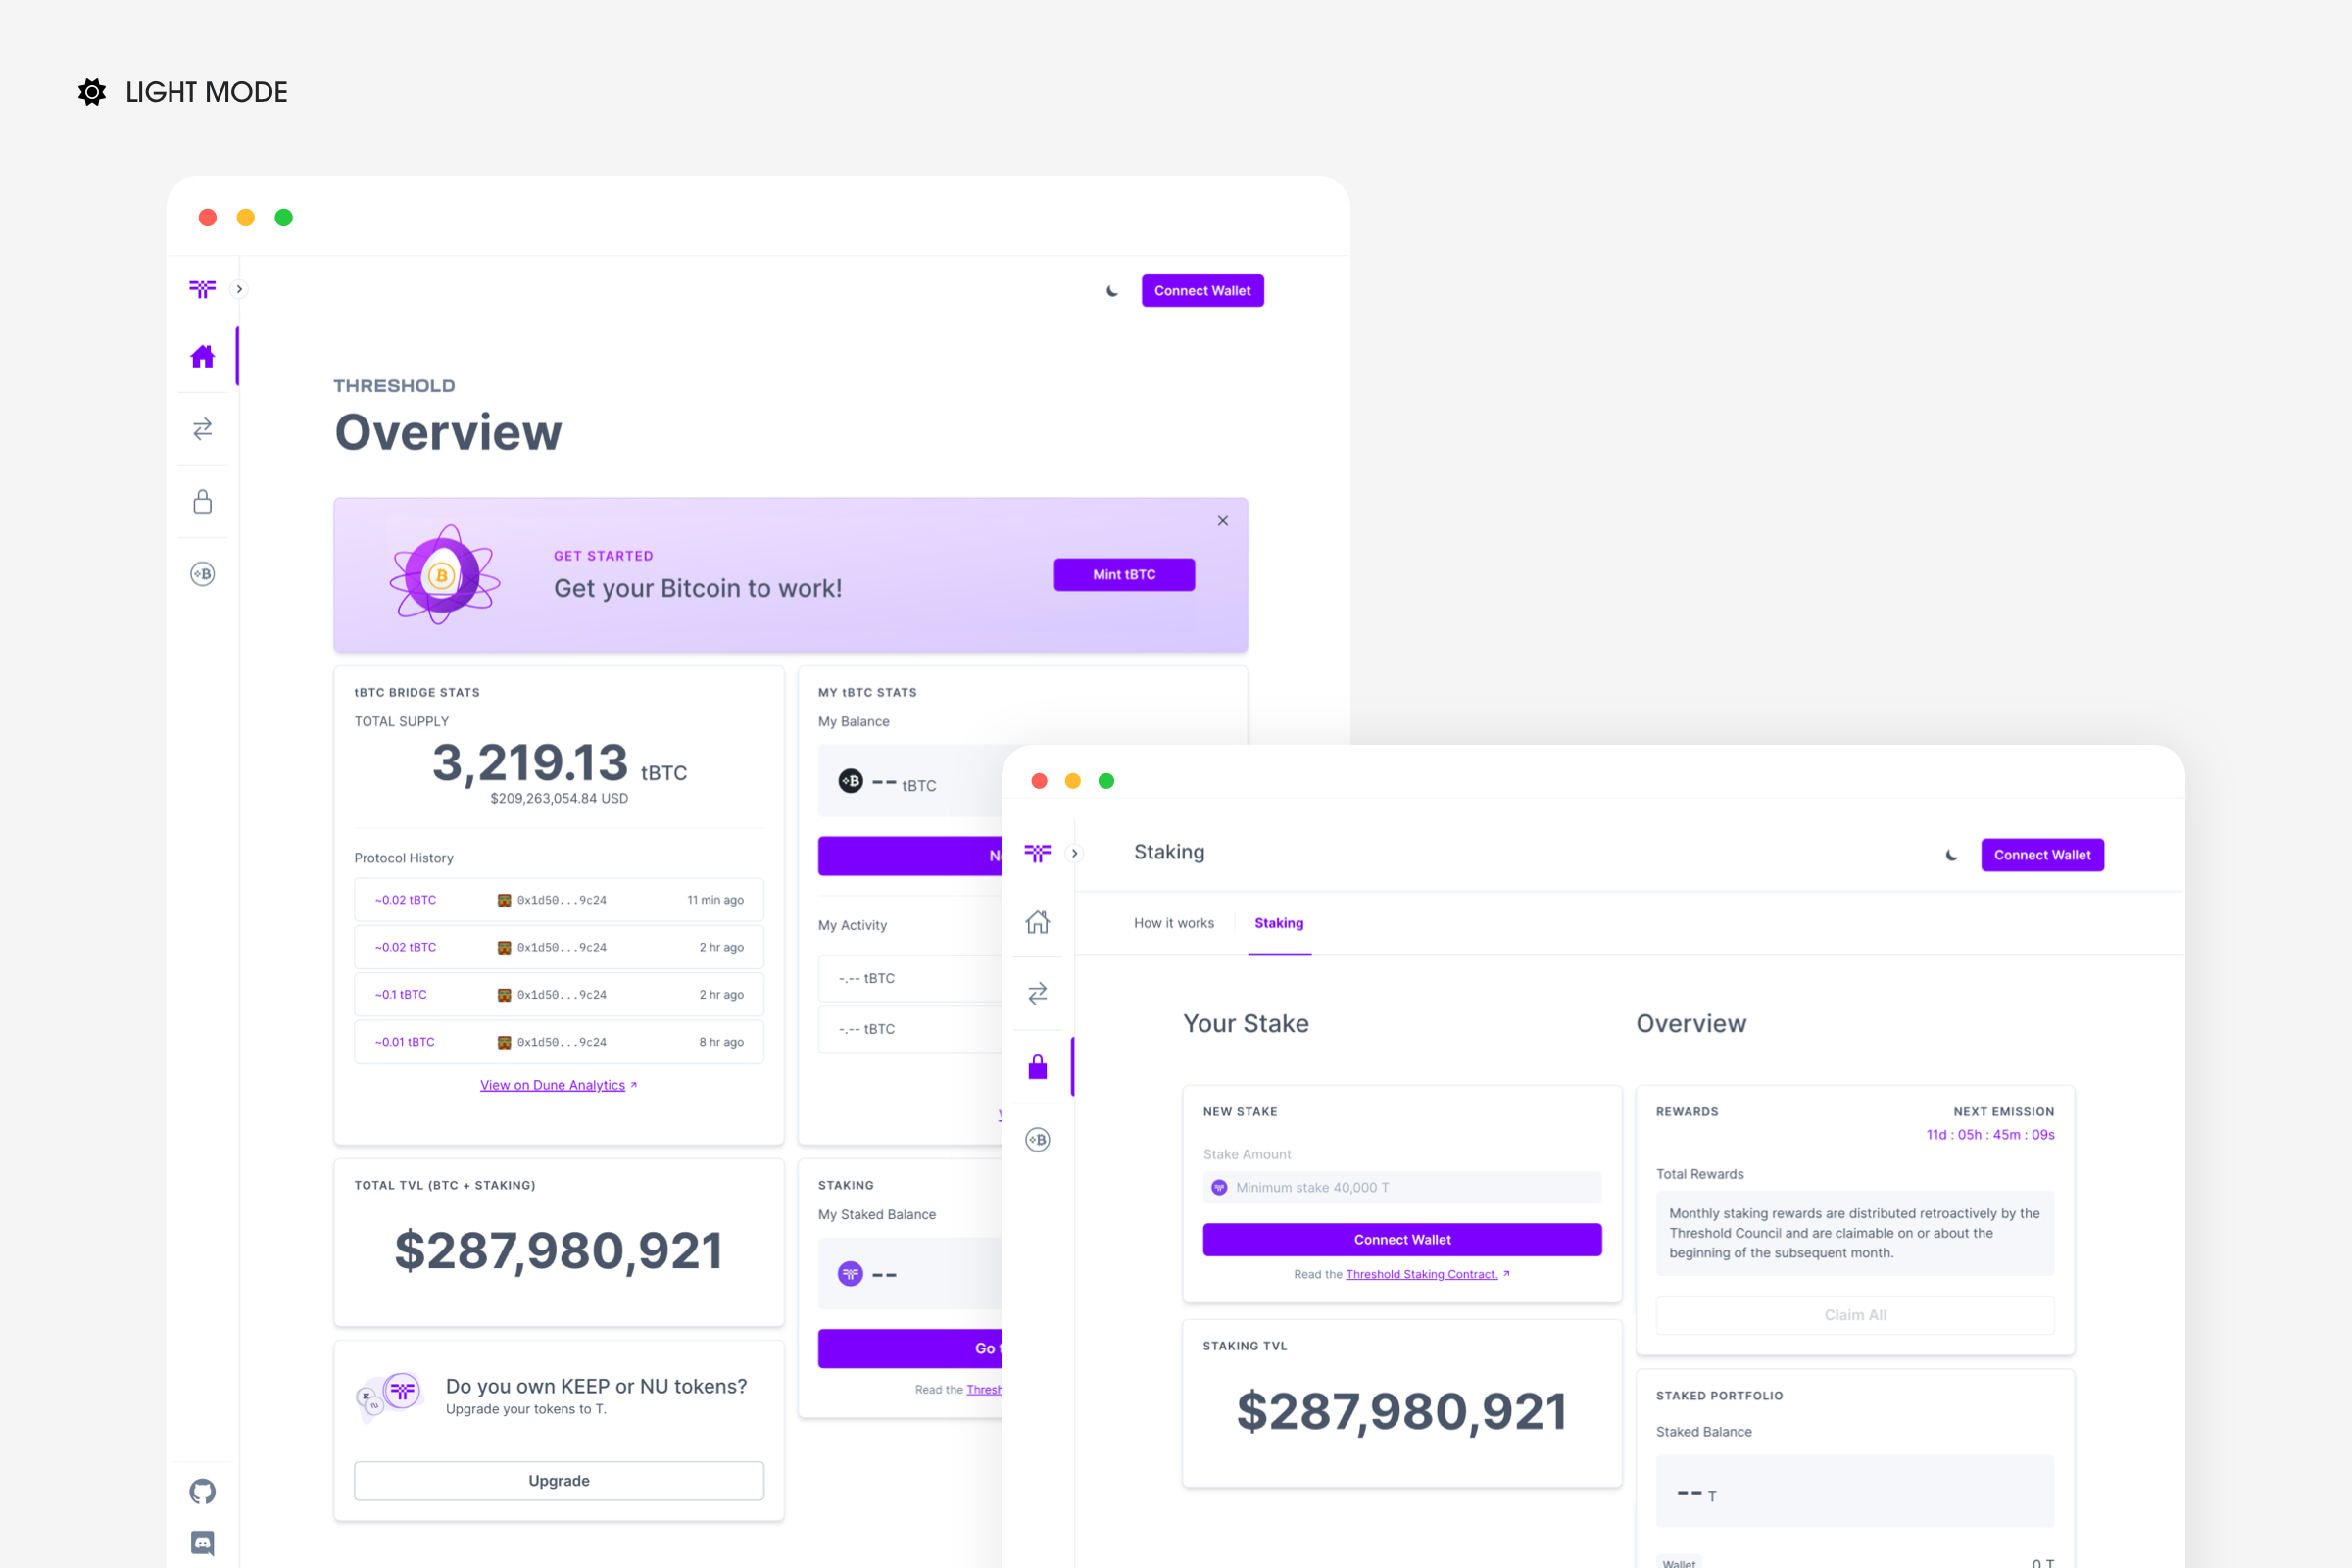 LIGHT MODE
Connect Wallet
THRESHOLD
Overview
GET STARTED
Get your Bitcoin to work!
Mint tBTC
tBTC BRIDGE STATS
TOTAL SUPPLY
3,219.13 tBTC
$209,263,054.84 USD
Protocol History
~0.02 tBTC 0x1d50...9c24 11 min ago
~0.02 tBTC 0x1d50...9c24 2 hr ago
~0.1 tBTC 0x1d50...9c24 2 hr ago
~0.01 tBTC 0x1d50...9c24 8 hr ago
View on Dune Analytics
MY tBTC STATS
My Balance
-- tBTC
My Activity
-.-- tBTC
-.-- tBTC
TOTAL TVL (BTC + STAKING)
$287,980,921
STAKING
My Staked Balance
--
Go
Read the
Do you own KEEP or NU tokens?
Upgrade your tokens to T.
Upgrade
Staking
Connect Wallet
How it works
Staking
Your Stake
NEW STAKE
Stake Amount
Minimum stake 40,000 T
Connect Wallet
Read the Threshold Staking Contract.
STAKING TVL
$287,980,921
Overview
REWARDS
NEXT EMISSION
11d : 05h : 45m : 09s
Total Rewards
Monthly staking rewards are distributed retroactively by the
Threshold Council and are claimable on or about the
beginning of the subsequent month.
Claim All
STAKED PORTFOLIO
Staked Balance
-- T
Wallet
0 T